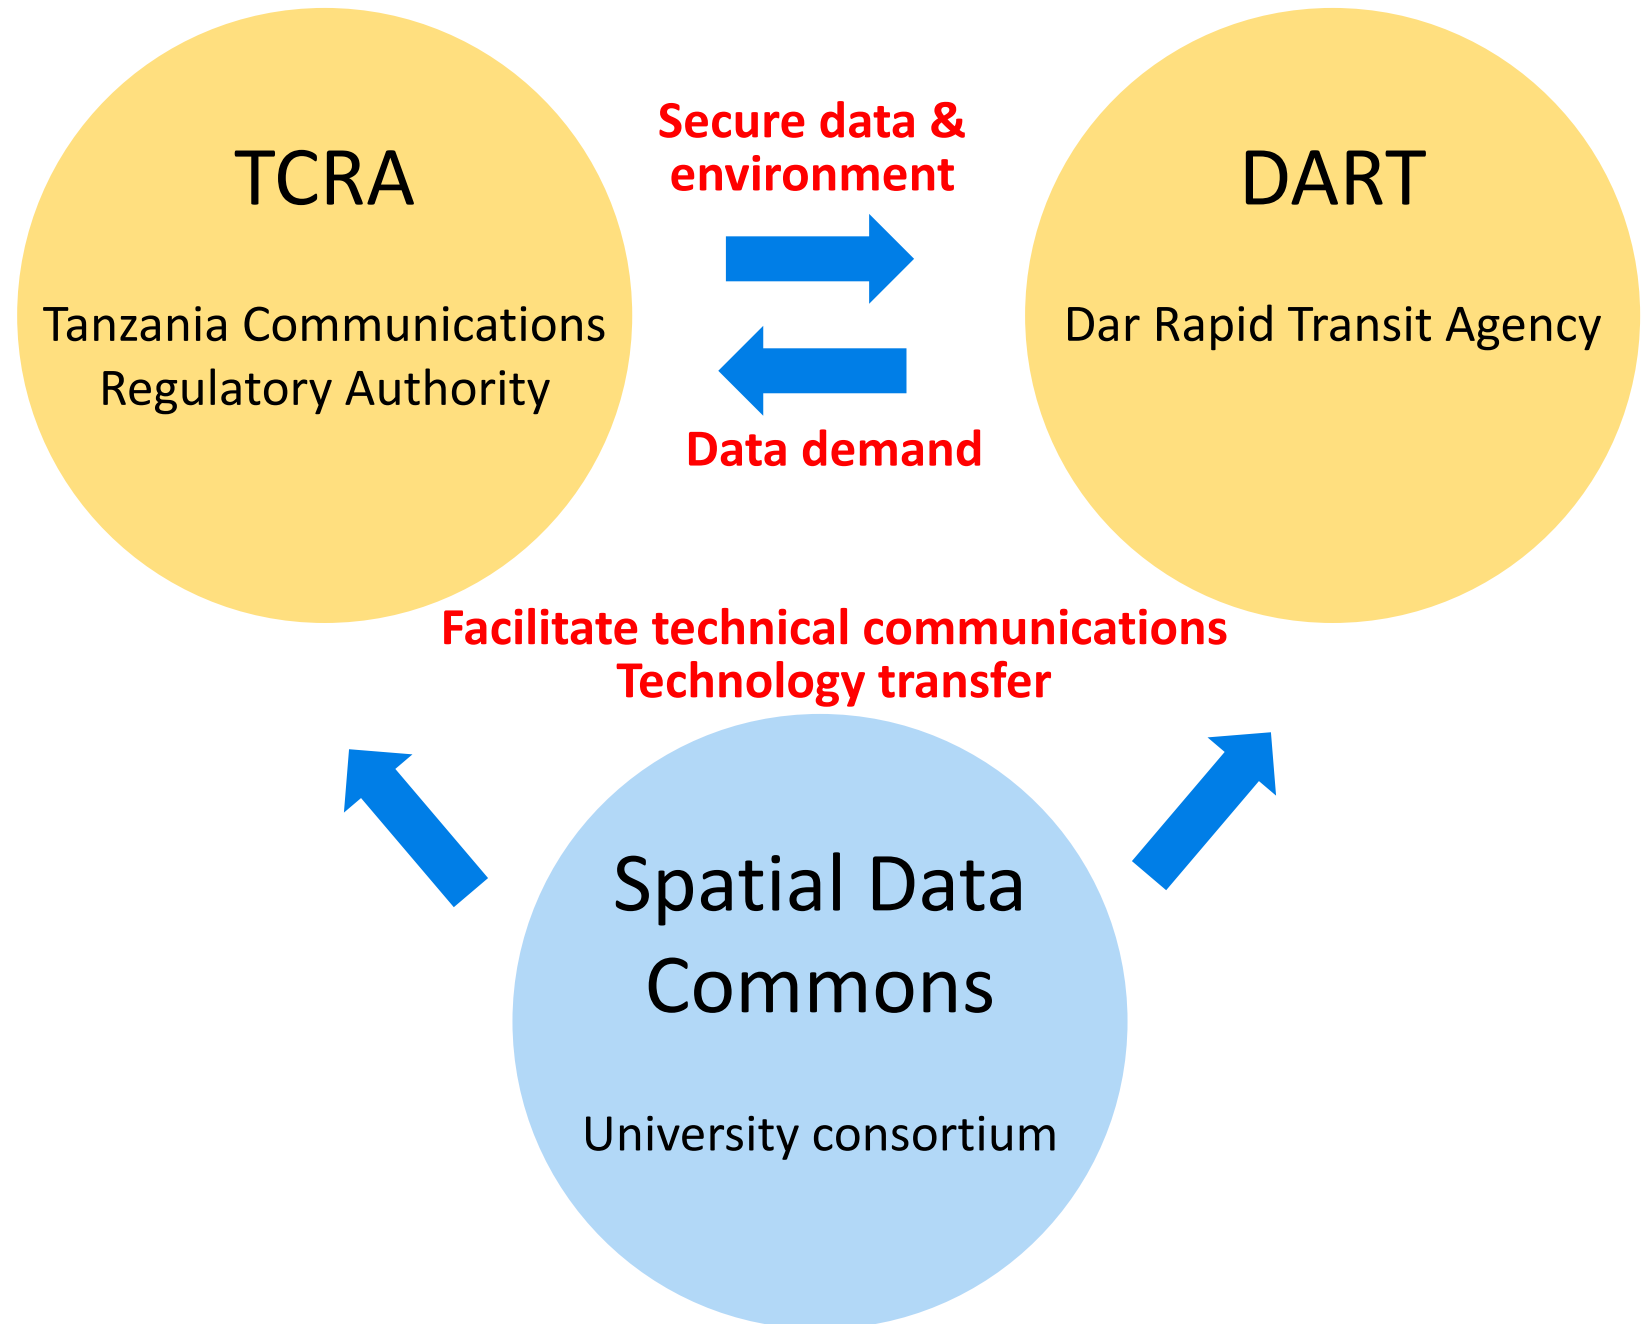 TCRA
Tanzania Communications
Regulatory Authority
Secure data &
environment
Data demand
DART
Dar Rapid Transit Agency
Facilitate technical communications
Technology transfer
Spatial Data
Commons
University consortium